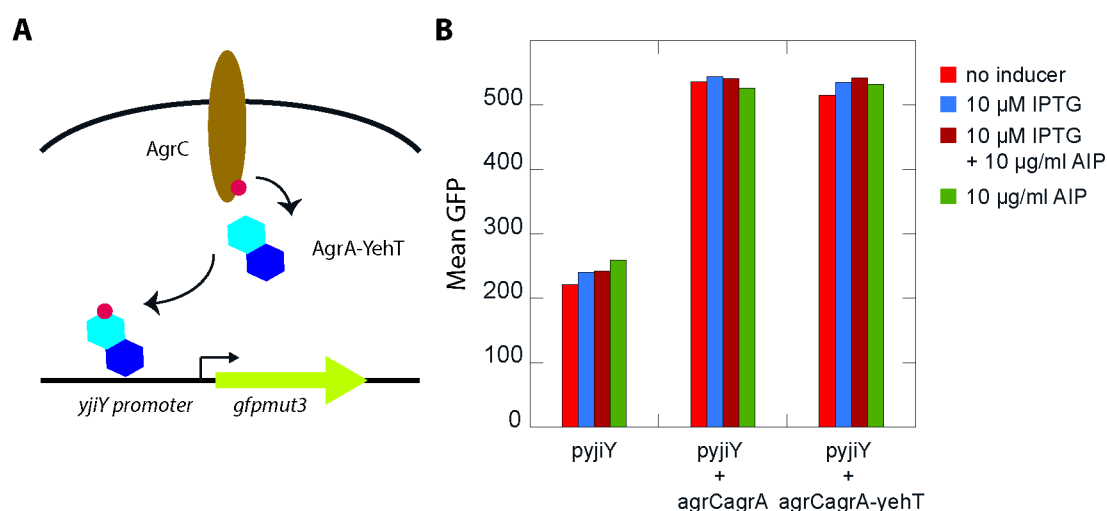 A
AgrC
AgrA-YehT
yjiY promoter
gfpmut3
B
Mean GFP
500
400
300
200
100
0
pyjiY
pyjiY
+
agrCagrA
pyjiY
+
agrCagrA-yehT
no inducer
10 µM IPTG
10 µM IPTG
+ 10 µg/ml AIP
10 µg/ml AIP